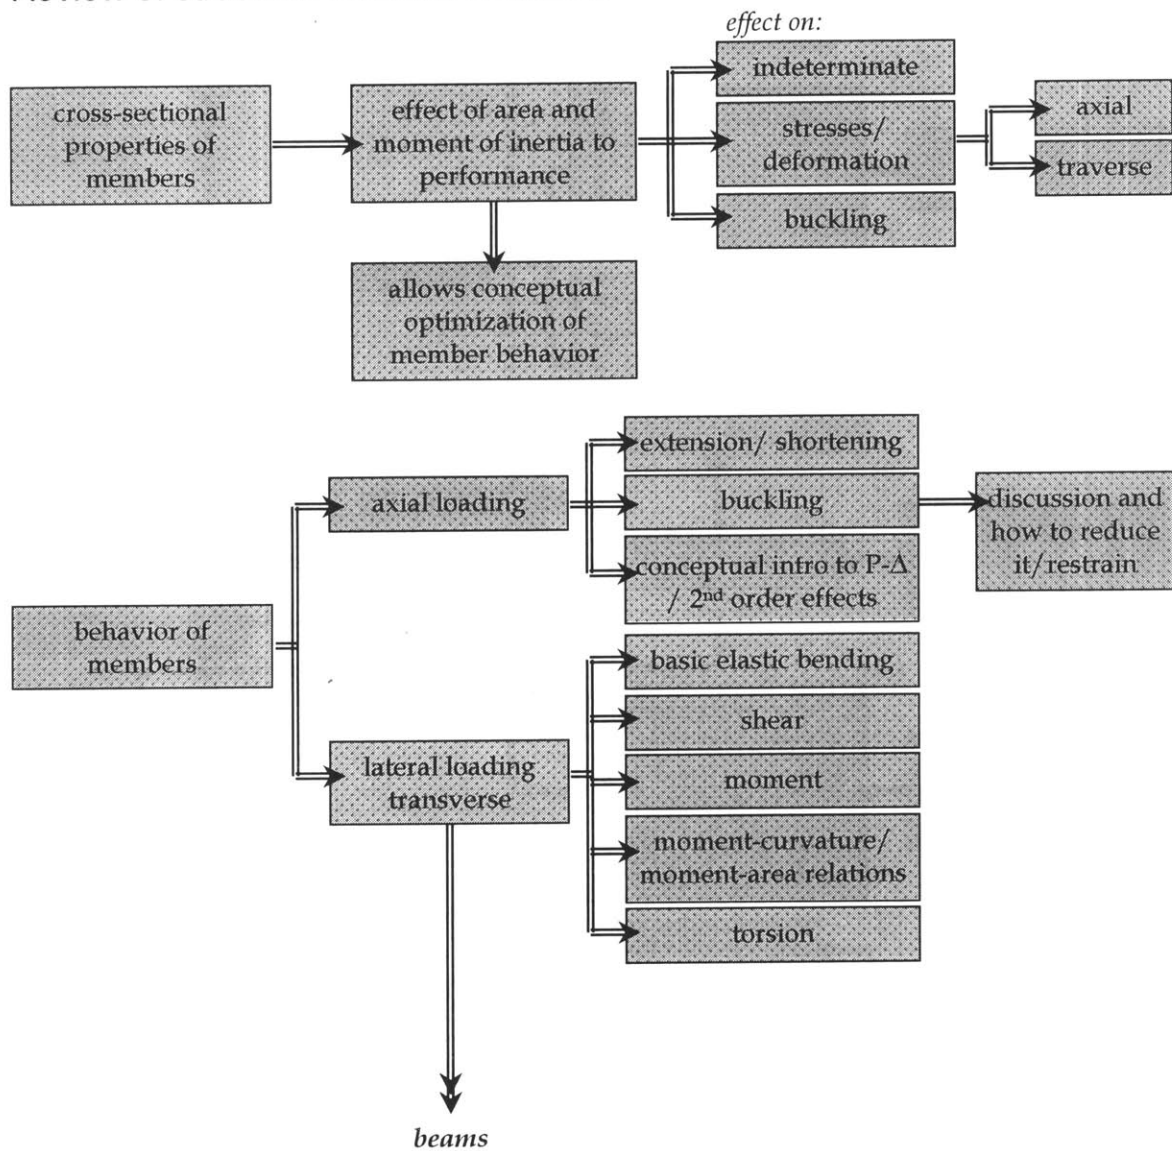 effect on:
cross-sectional
properties of
members
effect of area and
moment of inertia to
performance
indeterminate
stresses/
deformation
buckling
axial
traverse
allows conceptual
optimization of
member behavior
behavior of
members
axial loading
extension/ shortening
buckling
conceptual intro to P-Δ
/ 2nd order effects
discussion and
how to reduce
it/restrain
lateral loading
transverse
basic elastic bending
shear
moment
moment-curvature/
moment-area relations
torsion
beams